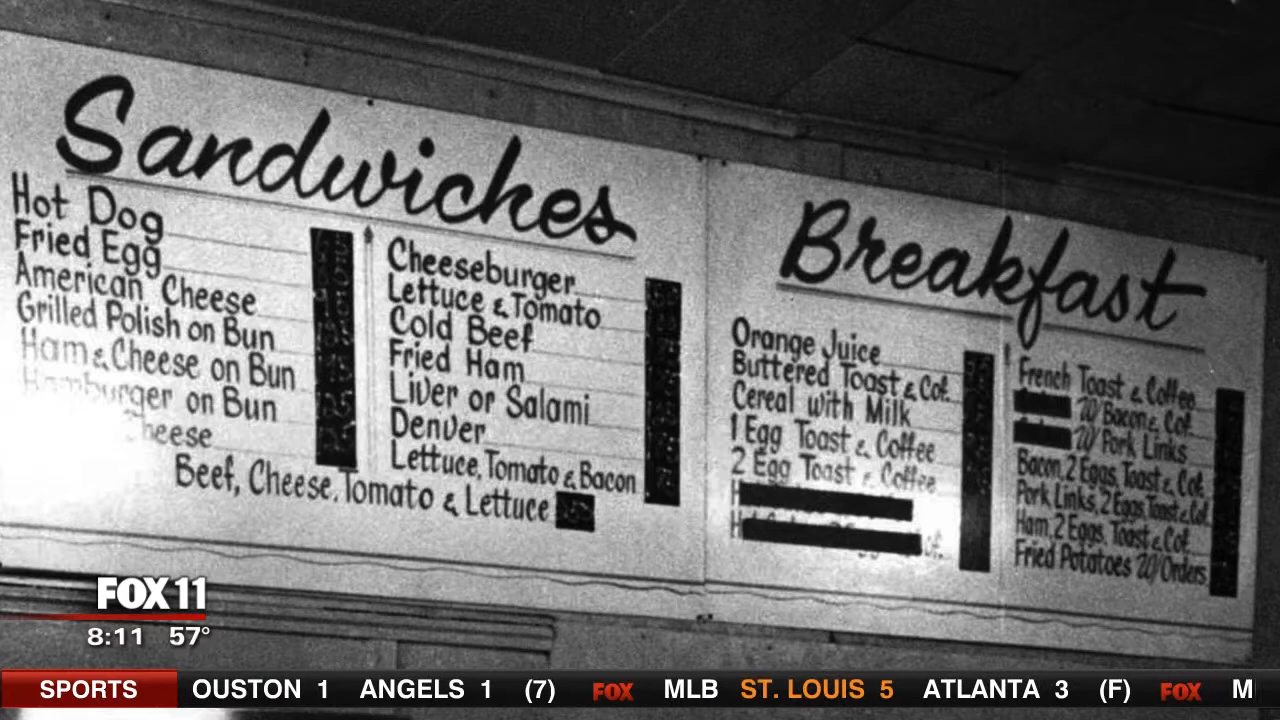 Sandwiches
Hot Dog
Fried Egg
American Cheese
Grilled Polish on Bun
Ham & Cheese on Bun
Hamburger on Bun
Cheese
Beef, Cheese, Tomato & Lettuce
Cheeseburger
Lettuce & Tomato
Cold Beef
Fried Ham
Liver or Salami
Denver
Lettuce, Tomato & Bacon
Breakfast
Orange Juice
Buttered Toast & Cof.
Cereal with Milk
1 Egg Toast & Coffee
2 Egg Toast & Coffee
Cof.
French Toast & Coffee
W/ Bacon & Cof.
W/ Pork Links
Bacon, 2 Eggs, Toast & Cof.
Pork Links, 2 Eggs, Toast & Cof.
Ham, 2 Eggs, Toast & Cof.
Fried Potatoes W/ Orders
FOX 11
8:11 57°
SPORTS OUSTON 1 ANGELS 1 (7) FOX MLB ST. LOUIS 5 ATLANTA 3 (F) FOX M